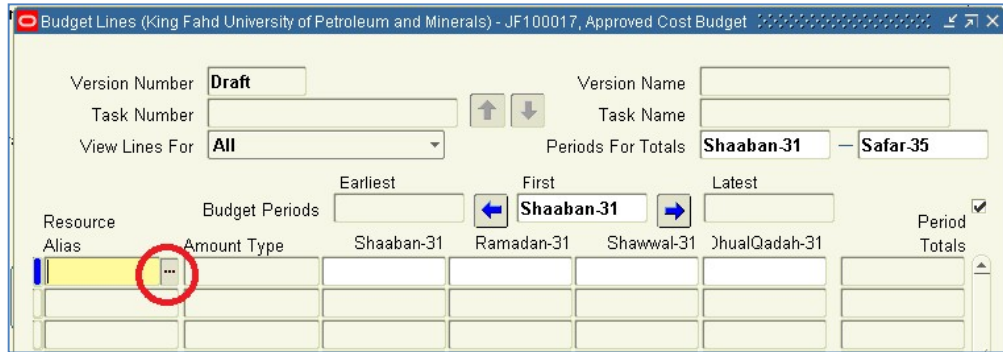 Budget Lines (King Fahd University of Petroleum and Minerals) - JF100017, Approved Cost Budget
Version Number Draft Version Name
Task Number Task Name
View Lines For All Periods For Totals Shaaban-31 – Safar-35
Earliest First Latest
Budget Periods Shaaban-31
Resource Alias Amount Type Shaaban-31 Ramadan-31 Shawwal-31 DhualQadah-31 Period Totals